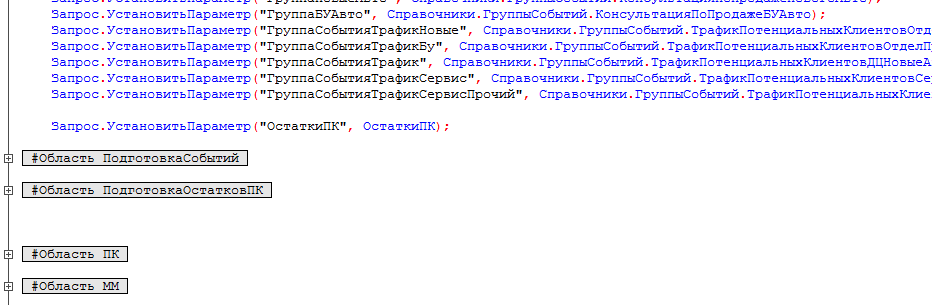 Запрос.УстановитьПараметр("ГруппаБУАвто", Справочники.ГруппыСобытий.КонсультацияПоПродажеБУАвто);
Запрос.УстановитьПараметр("ГруппаСобытияТрафикНовые", Справочники.ГруппыСобытий.ТрафикПотенциальныхКлиентовОтд
Запрос.УстановитьПараметр("ГруппаСобытияТрафикБу", Справочники.ГруппыСобытий.ТрафикПотенциальныхКлиентовОтделП
Запрос.УстановитьПараметр("ГруппаСобытияТрафик", Справочники.ГруппыСобытий.ТрафикПотенциальныхКлиентовДЦНовыеА
Запрос.УстановитьПараметр("ГруппаСобытияТрафикСервис", Справочники.ГруппыСобытий.ТрафикПотенциальныхКлиентовСе
Запрос.УстановитьПараметр("ГруппаСобытияТрафикСервисПрочий", Справочники.ГруппыСобытий.ТрафикПотенциальныхКлие
Запрос.УстановитьПараметр("ОстаткиПК", ОстаткиПК);
#Область ПодготовкаСобытий
#Область ПодготовкаОстатковПК
#Область ПК
#Область ММ